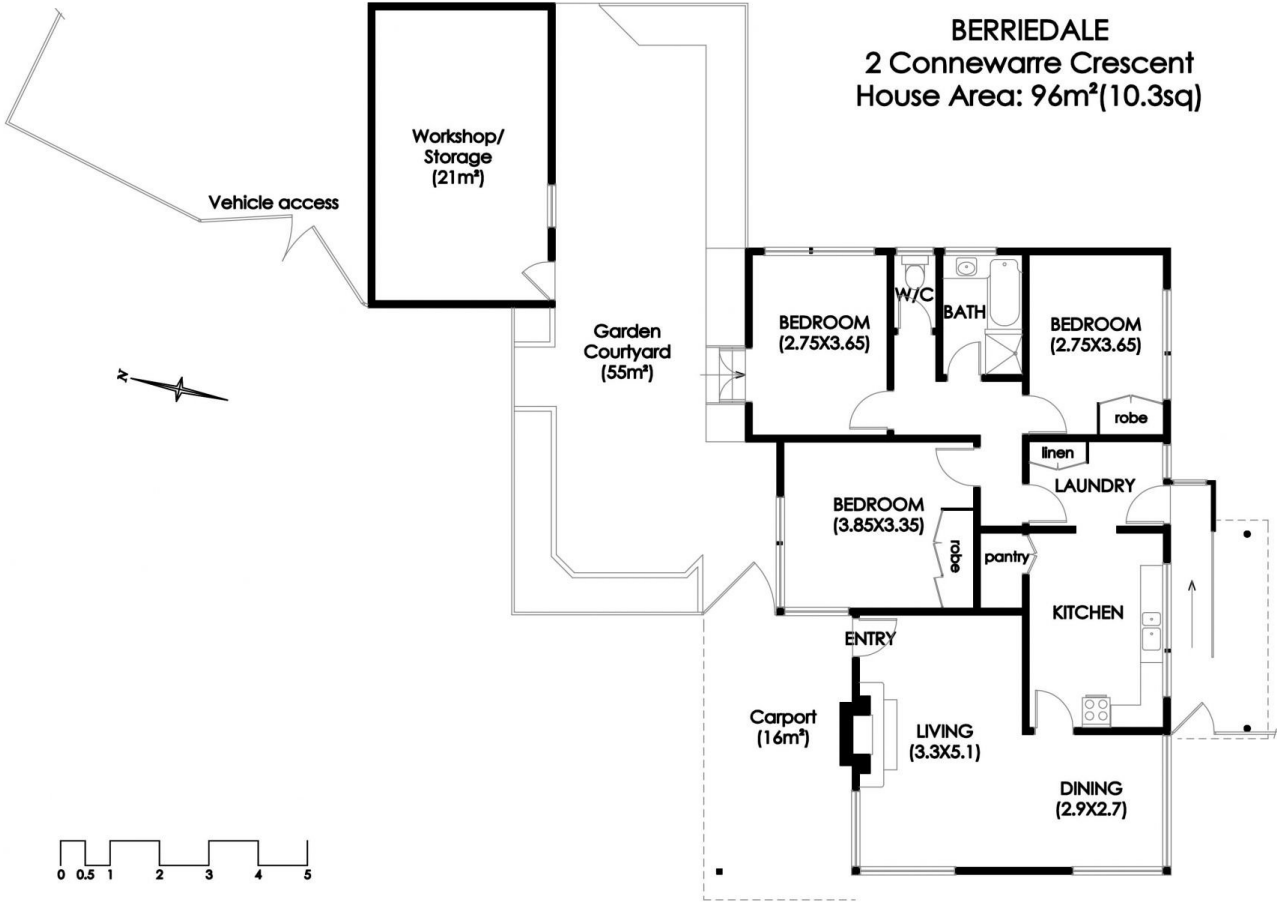 BERRIEDALE
2 Connewarre Crescent
House Area: 96m²(10.3sq)
Workshop/
Storage
(21m²)
Vehicle access
N
Garden
Courtyard
(55m²)
BEDROOM
(2.75X3.65)
W/C
BATH
BEDROOM
(2.75X3.65)
robe
linen
LAUNDRY
BEDROOM
(3.85X3.35)
robe
pantry
KITCHEN
ENTRY
Carport
(16m²)
LIVING
(3.3X5.1)
DINING
(2.9X2.7)
0 0.5 1 2 3 4 5